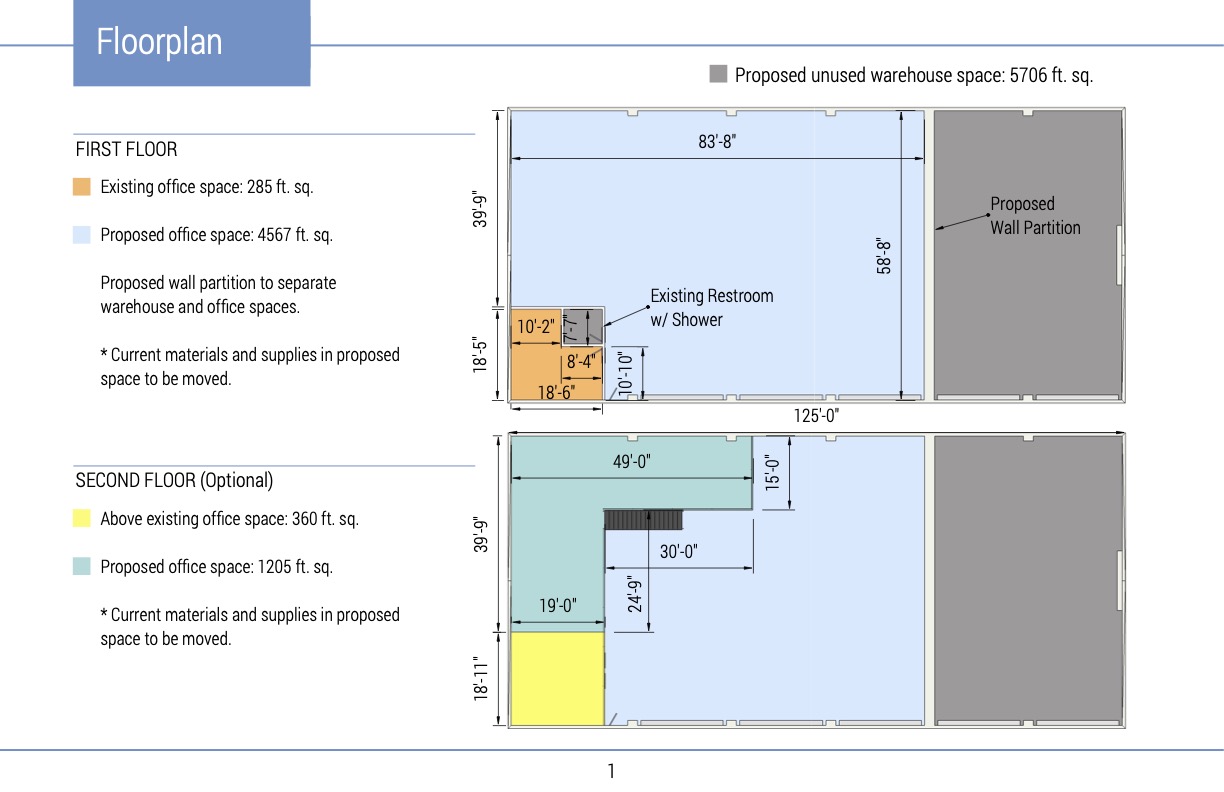 Floorplan
Proposed unused warehouse space: 5706 ft. sq.
FIRST FLOOR
Existing office space: 285 ft. sq.
Proposed office space: 4567 ft. sq.
Proposed wall partition to separate
warehouse and office spaces.
* Current materials and supplies in proposed
space to be moved.
83'-8"
39'-9"
58'-8"
Proposed
Wall Partition
Existing Restroom
w/ Shower
10'-2"
7'-7"
18'-5"
8'-4"
10'-10"
18'-6"
125'-0"
SECOND FLOOR (Optional)
Above existing office space: 360 ft. sq.
Proposed office space: 1205 ft. sq.
* Current materials and supplies in proposed
space to be moved.
49'-0"
15'-0"
39'-9"
30'-0"
24'-9"
19'-0"
18'-11"
1